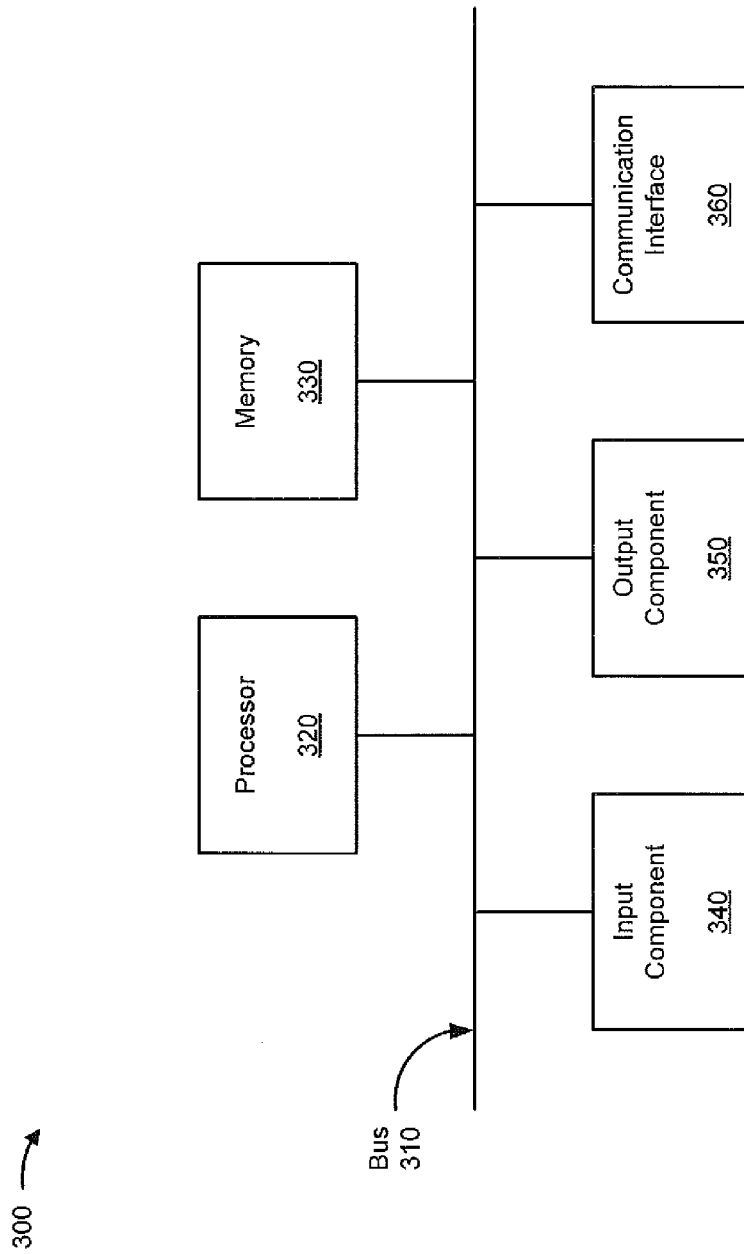 300
Processor
320
Memory
330
Bus
310
Input
Component
340
Output
Component
350
Communication
Interface
360